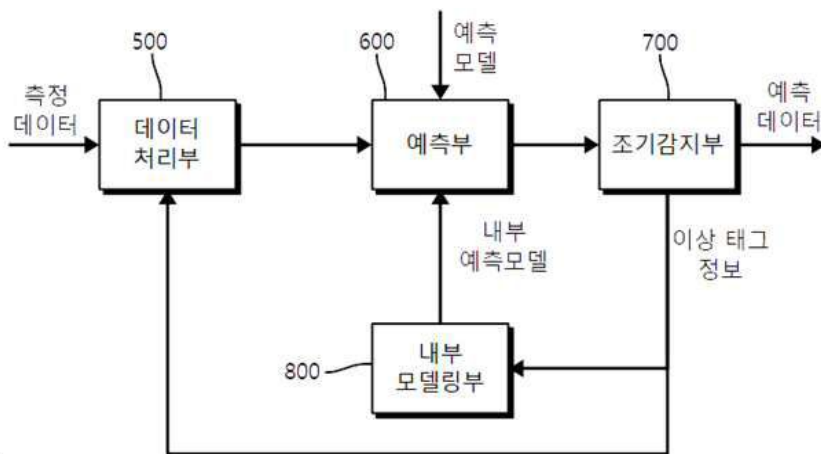 500
600
예측
모델
700
측정
데이터
데이터
처리부
예측부
조기감지부
예측
데이터
내부
예측모델
이상 태그
정보
800
내부
모델링부